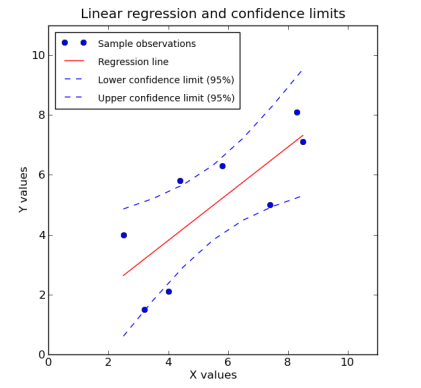 Linear regression and confidence limits
Sample observations
Regression line
Lower confidence limit (95%)
Upper confidence limit (95%)
10
8
6
4
2
0
Y values
0 2 4 6 8 10
X values